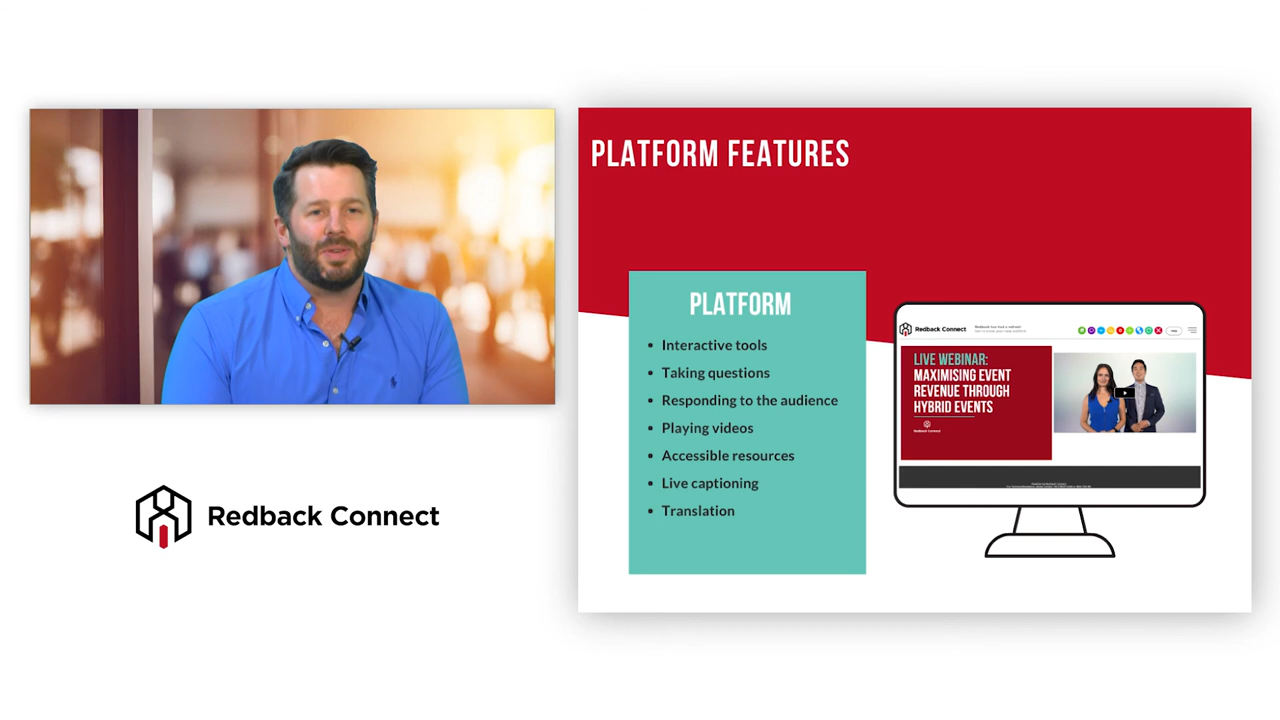 PLATFORM FEATURES
PLATFORM
• Interactive tools
• Taking questions
• Responding to the audience
• Playing videos
• Accessible resources
• Live captioning
• Translation
Redback Connect
LIVE WEBINAR:
MAXIMISING EVENT
REVENUE THROUGH
HYBRID EVENTS
Redback Connect
Redback Connect